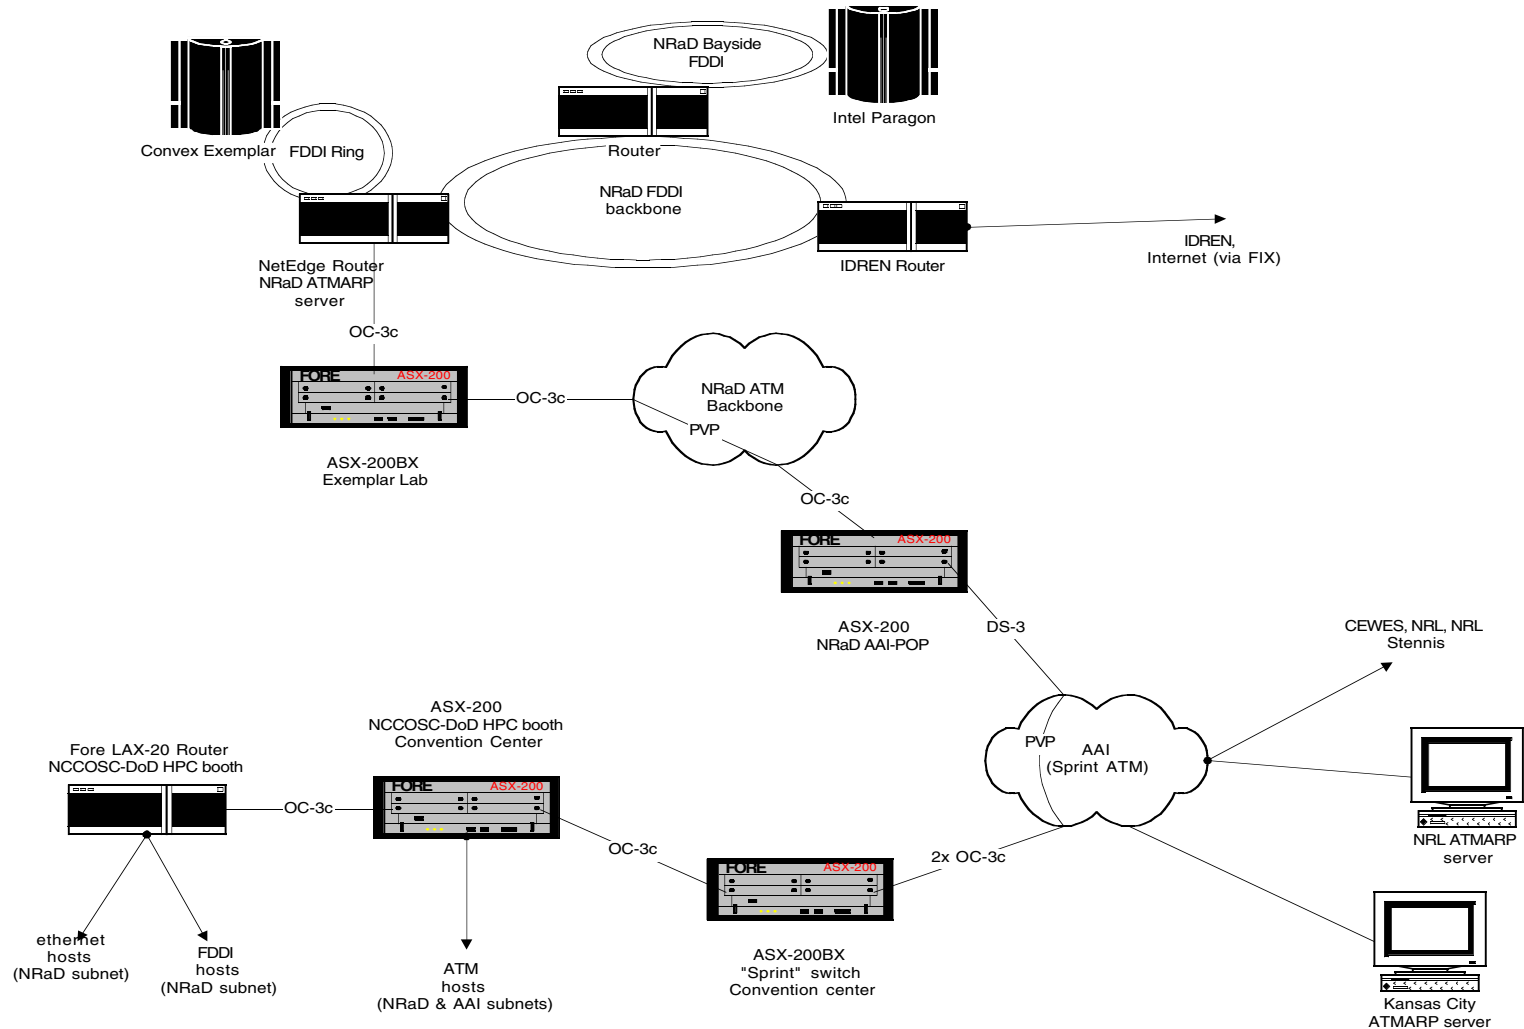 NRaD Bayside
FDDI
Intel Paragon
Convex Exemplar
FDDI Ring
Router
NRaD FDDI
backbone
NetEdge Router
NRaD ATMARP
server
IDREN Router
IDREN,
Internet (via FIX)
OC-3c
FORE ASX-200
OC-3c
NRaD ATM
Backbone
PVP
ASX-200BX
Exemplar Lab
OC-3c
FORE ASX-200
ASX-200
NRaD AAI-POP
DS-3
CEWES, NRL, NRL
Stennis
ASX-200
NCCOSC-DoD HPC booth
Convention Center
Fore LAX-20 Router
NCCOSC-DoD HPC booth
PVP
AAI
(Sprint ATM)
OC-3c
FORE ASX-200
NRL ATMARP
server
OC-3c
2x OC-3c
FORE ASX-200
ethernet
hosts
(NRaD subnet)
FDDI
hosts
(NRaD subnet)
ATM
hosts
(NRaD & AAI subnets)
ASX-200BX
"Sprint" switch
Convention center
Kansas City
ATMARP server